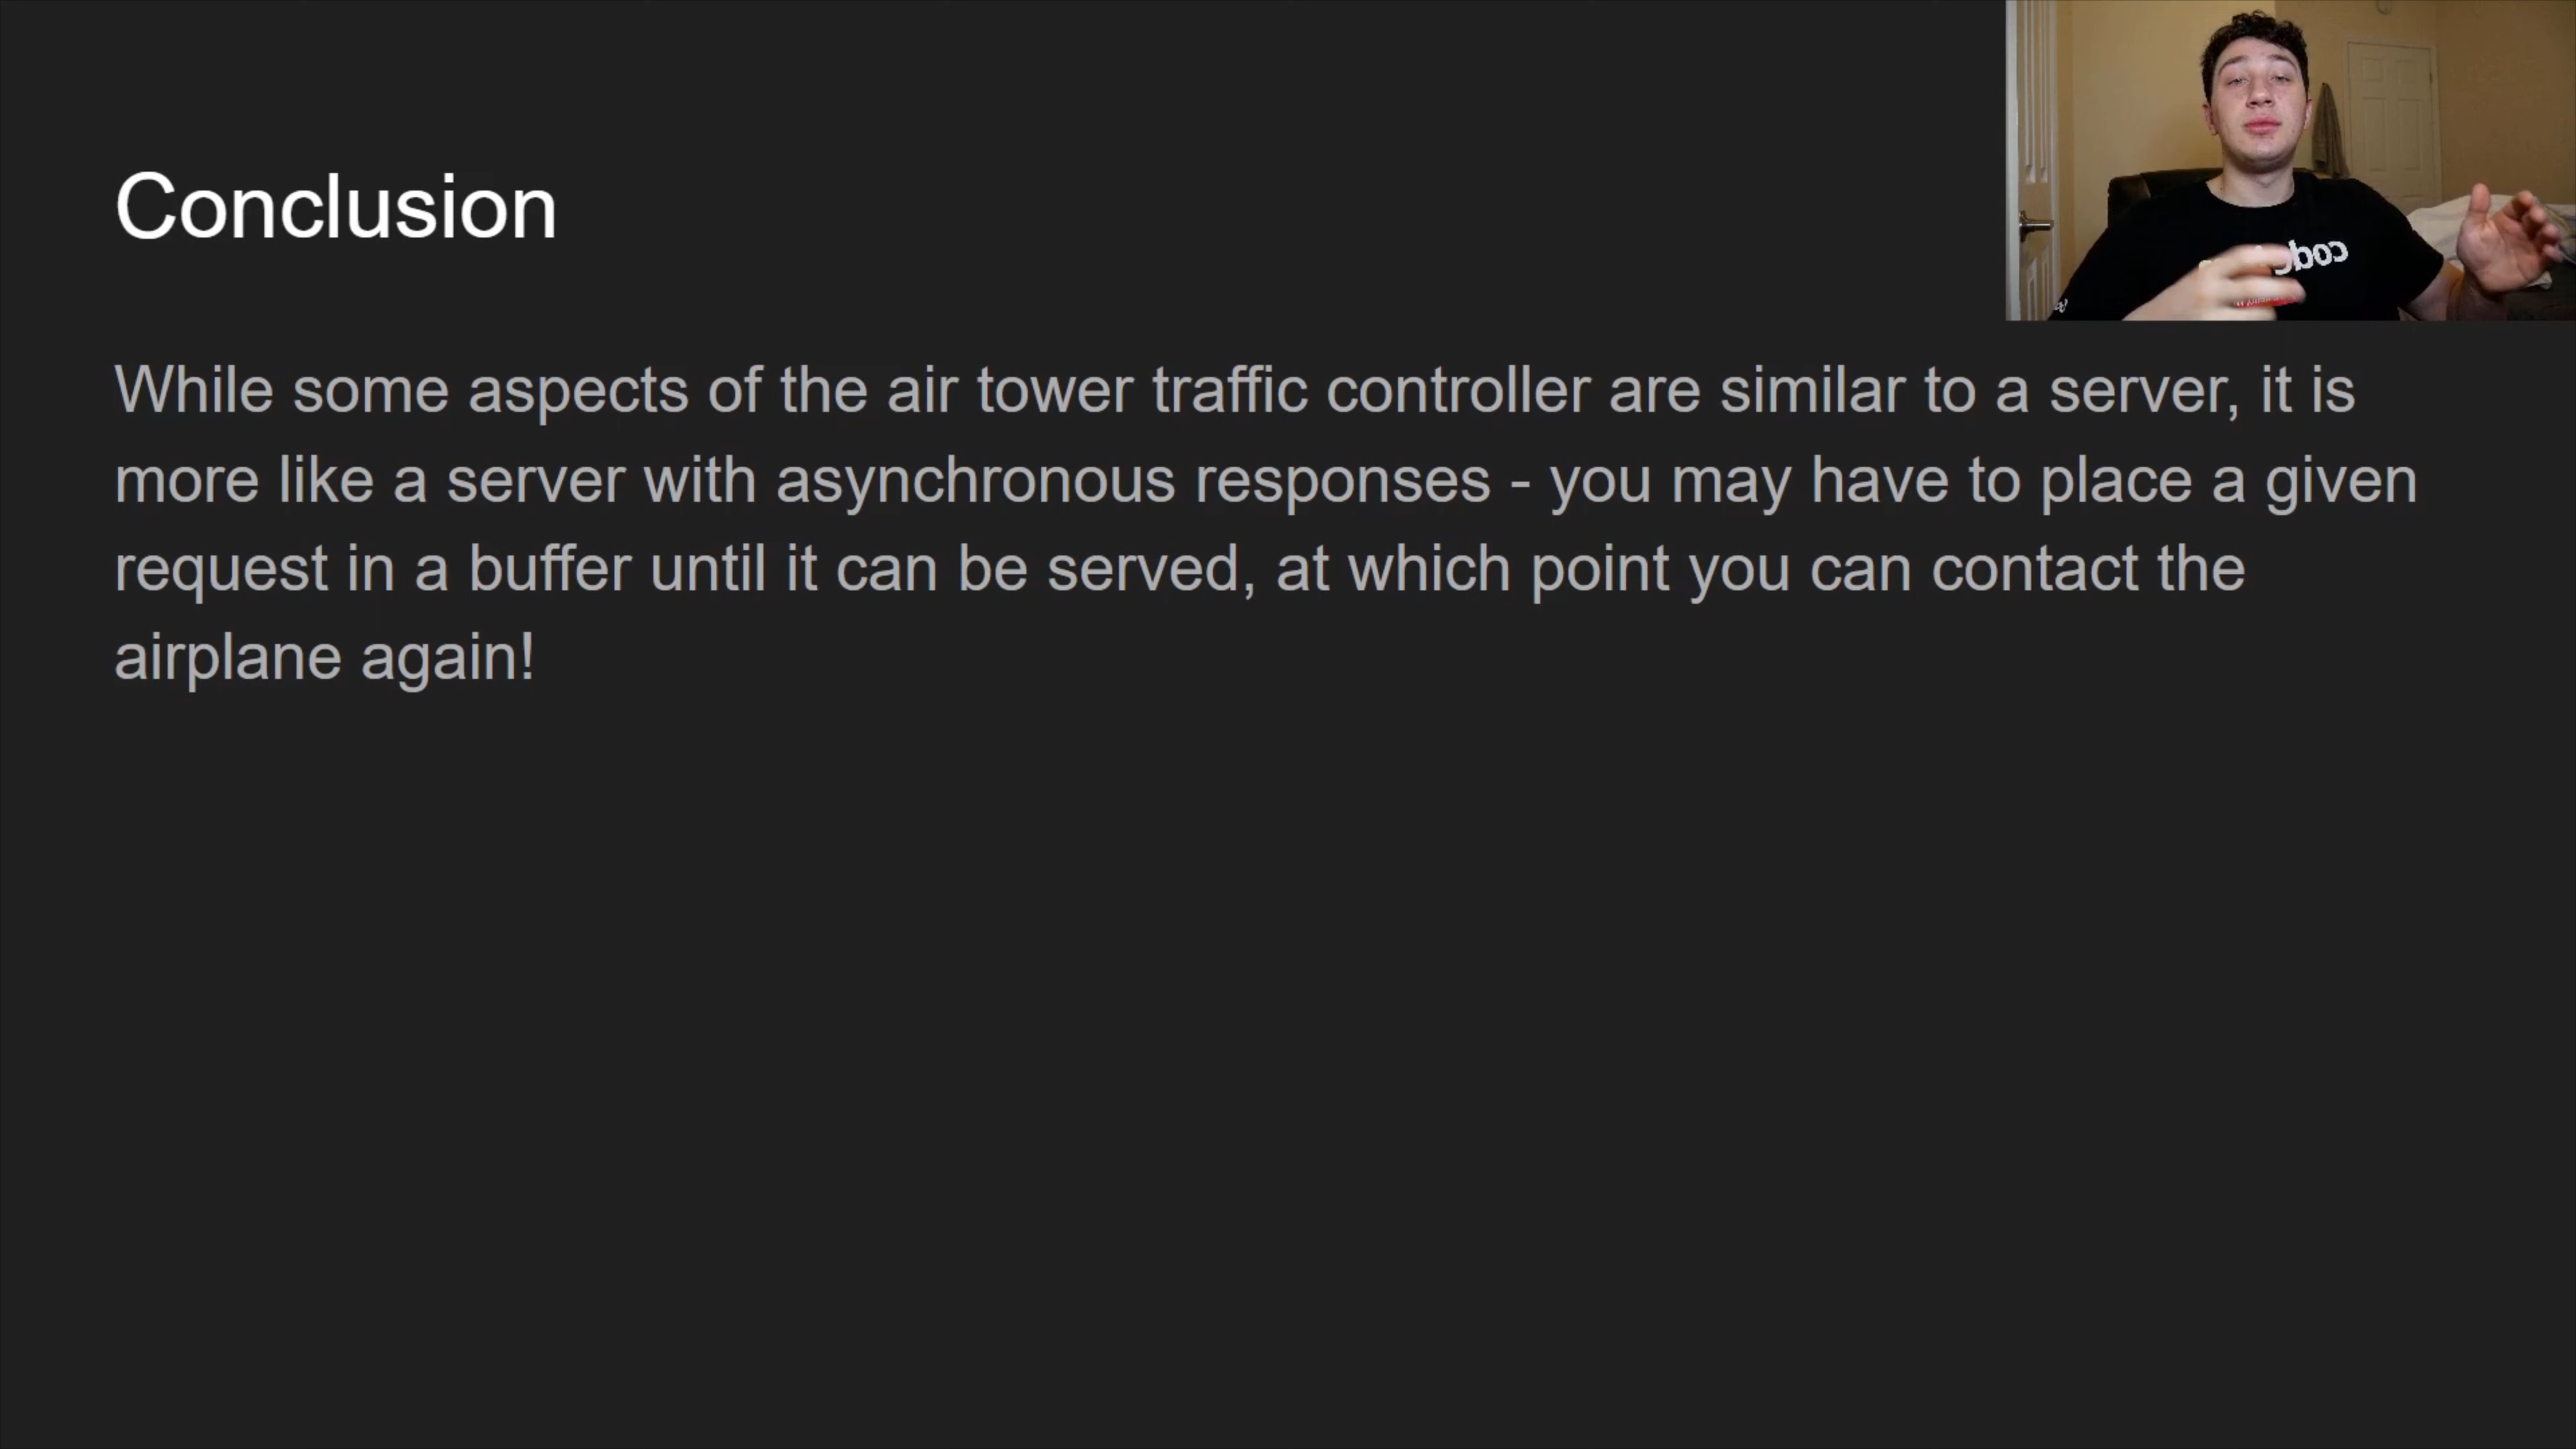 Conclusion
While some aspects of the air tower traffic controller are similar to a server, it is
more like a server with asynchronous responses - you may have to place a given
request in a buffer until it can be served, at which point you can contact the
airplane again!